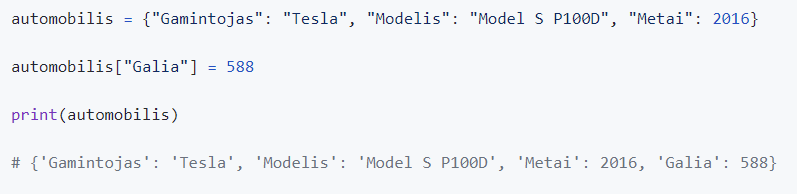 automobilis = {"Gamintojas": "Tesla", "Modelis": "Model S P100D", "Metai": 2016}
automobilis["Galia"] = 588
print(automobilis)
# {'Gamintojas': 'Tesla', 'Modelis': 'Model S P100D', 'Metai': 2016, 'Galia': 588}